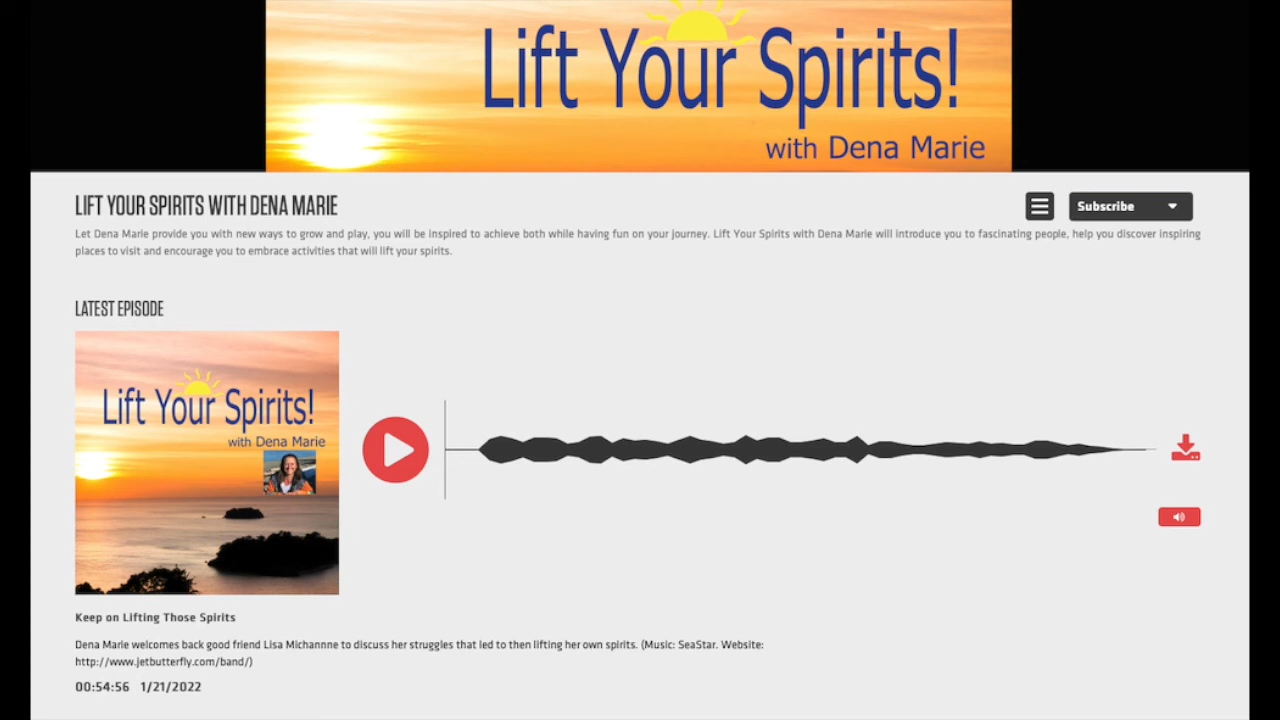 Lift Your Spirits!
with Dena Marie
LIFT YOUR SPIRITS WITH DENA MARIE
Subscribe
Let Dena Marie provide you with new ways to grow and play, you will be inspired to achieve both while having fun on your journey. Lift Your Spirits with Dena Marie will introduce you to fascinating people, help you discover inspiring
places to visit and encourage you to embrace activities that will lift your spirits.
LATEST EPISODE
Lift Your Spirits!
with Dena Marie
Keep on Lifting Those Spirits
Dena Marie welcomes back good friend Lisa Michannne to discuss her struggles that led to then lifting her own spirits. (Music: SeaStar. Website:
http://www.jetbutterfly.com/band/)
00:54:56 1/21/2022